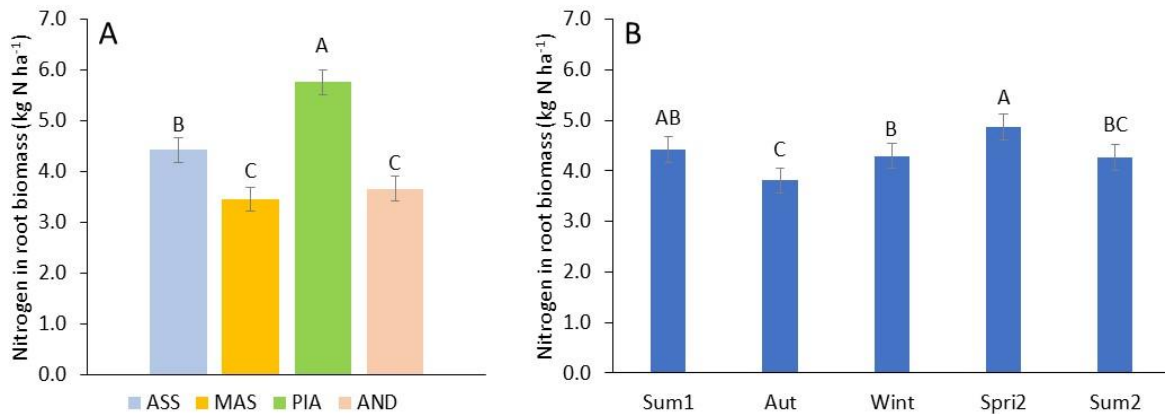 A
Nitrogen in root biomass (kg N ha⁻¹)
7.0
6.0
5.0
4.0
3.0
2.0
1.0
0.0
B
C
A
C
ASS MAS PIA AND
B
Nitrogen in root biomass (kg N ha⁻¹)
7.0
6.0
5.0
4.0
3.0
2.0
1.0
0.0
AB
C
B
A
BC
Sum1 Aut Wint Spri2 Sum2